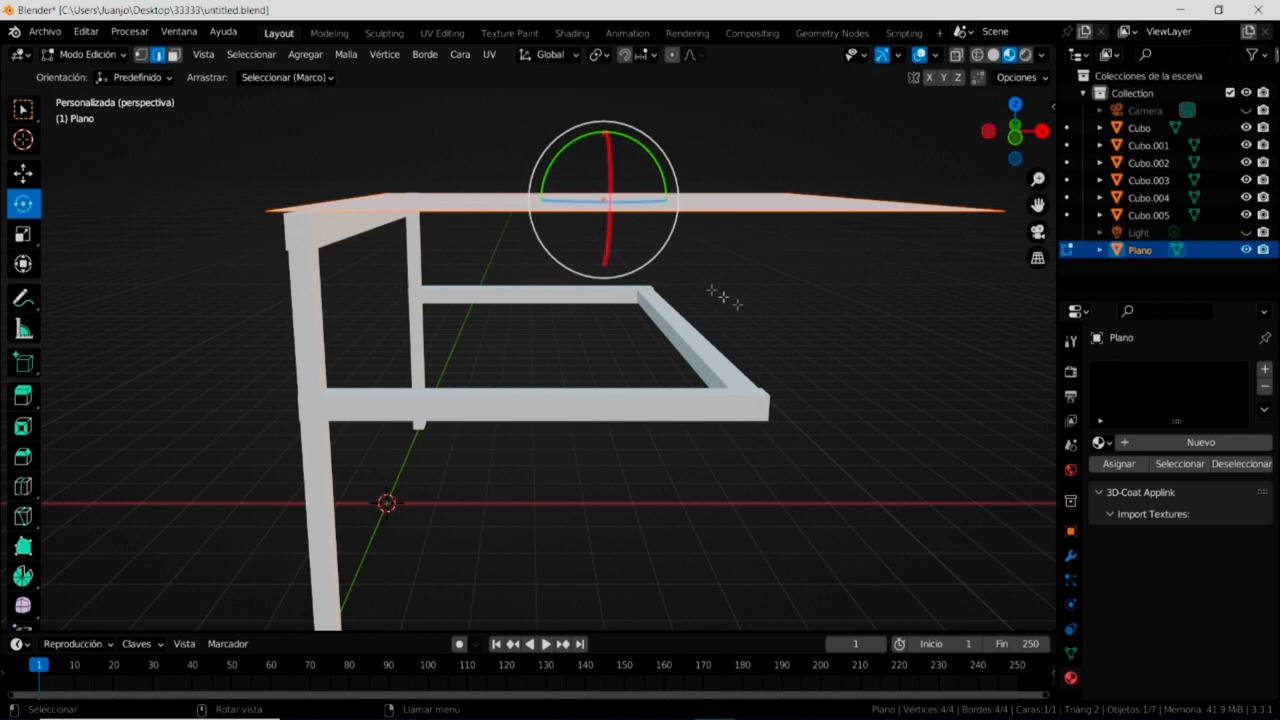 Blender* [C:\Users\Juanjo\Desktop\33333\untitled.blend]
Archivo Editar Procesar Ventana Ayuda Layout Modeling Sculpting UV Editing Texture Paint Shading Animation Rendering Compositing Geometry Nodes Scripting + Scene ViewLayer
Modo Edición Vista Seleccionar Agregar Malla Vértice Borde Cara UV Global
Orientación: Predefinido Arrastrar: Seleccionar (Marco) X Y Z Opciones
Colecciones de la escena
Collection
Personalizada (perspectiva)
(1) Plano
Z
Camera
Cubo
Cubo.001
Cubo.002
Cubo.003
Cubo.004
Cubo.005
Light
Plano
Plano
Nuevo
Asignar Seleccionar Deseleccionar
3D-Coat Applink
Import Textures:
Reproducción Claves Vista Marcador 1 Inicio 1 Fin 250
1 10 20 30 40 50 60 70 80 90 100 110 120 130 140 150 160 170 180 190 200 210 220 230 240 250
Seleccionar Rotar vista Llamar menú Plano | Vértices:4/4 | Bordes:4/4 | Caras:1/1 | Triáng:2 | Objetos:1/7 | Memoria: 41.9 MiB | 3.3.1